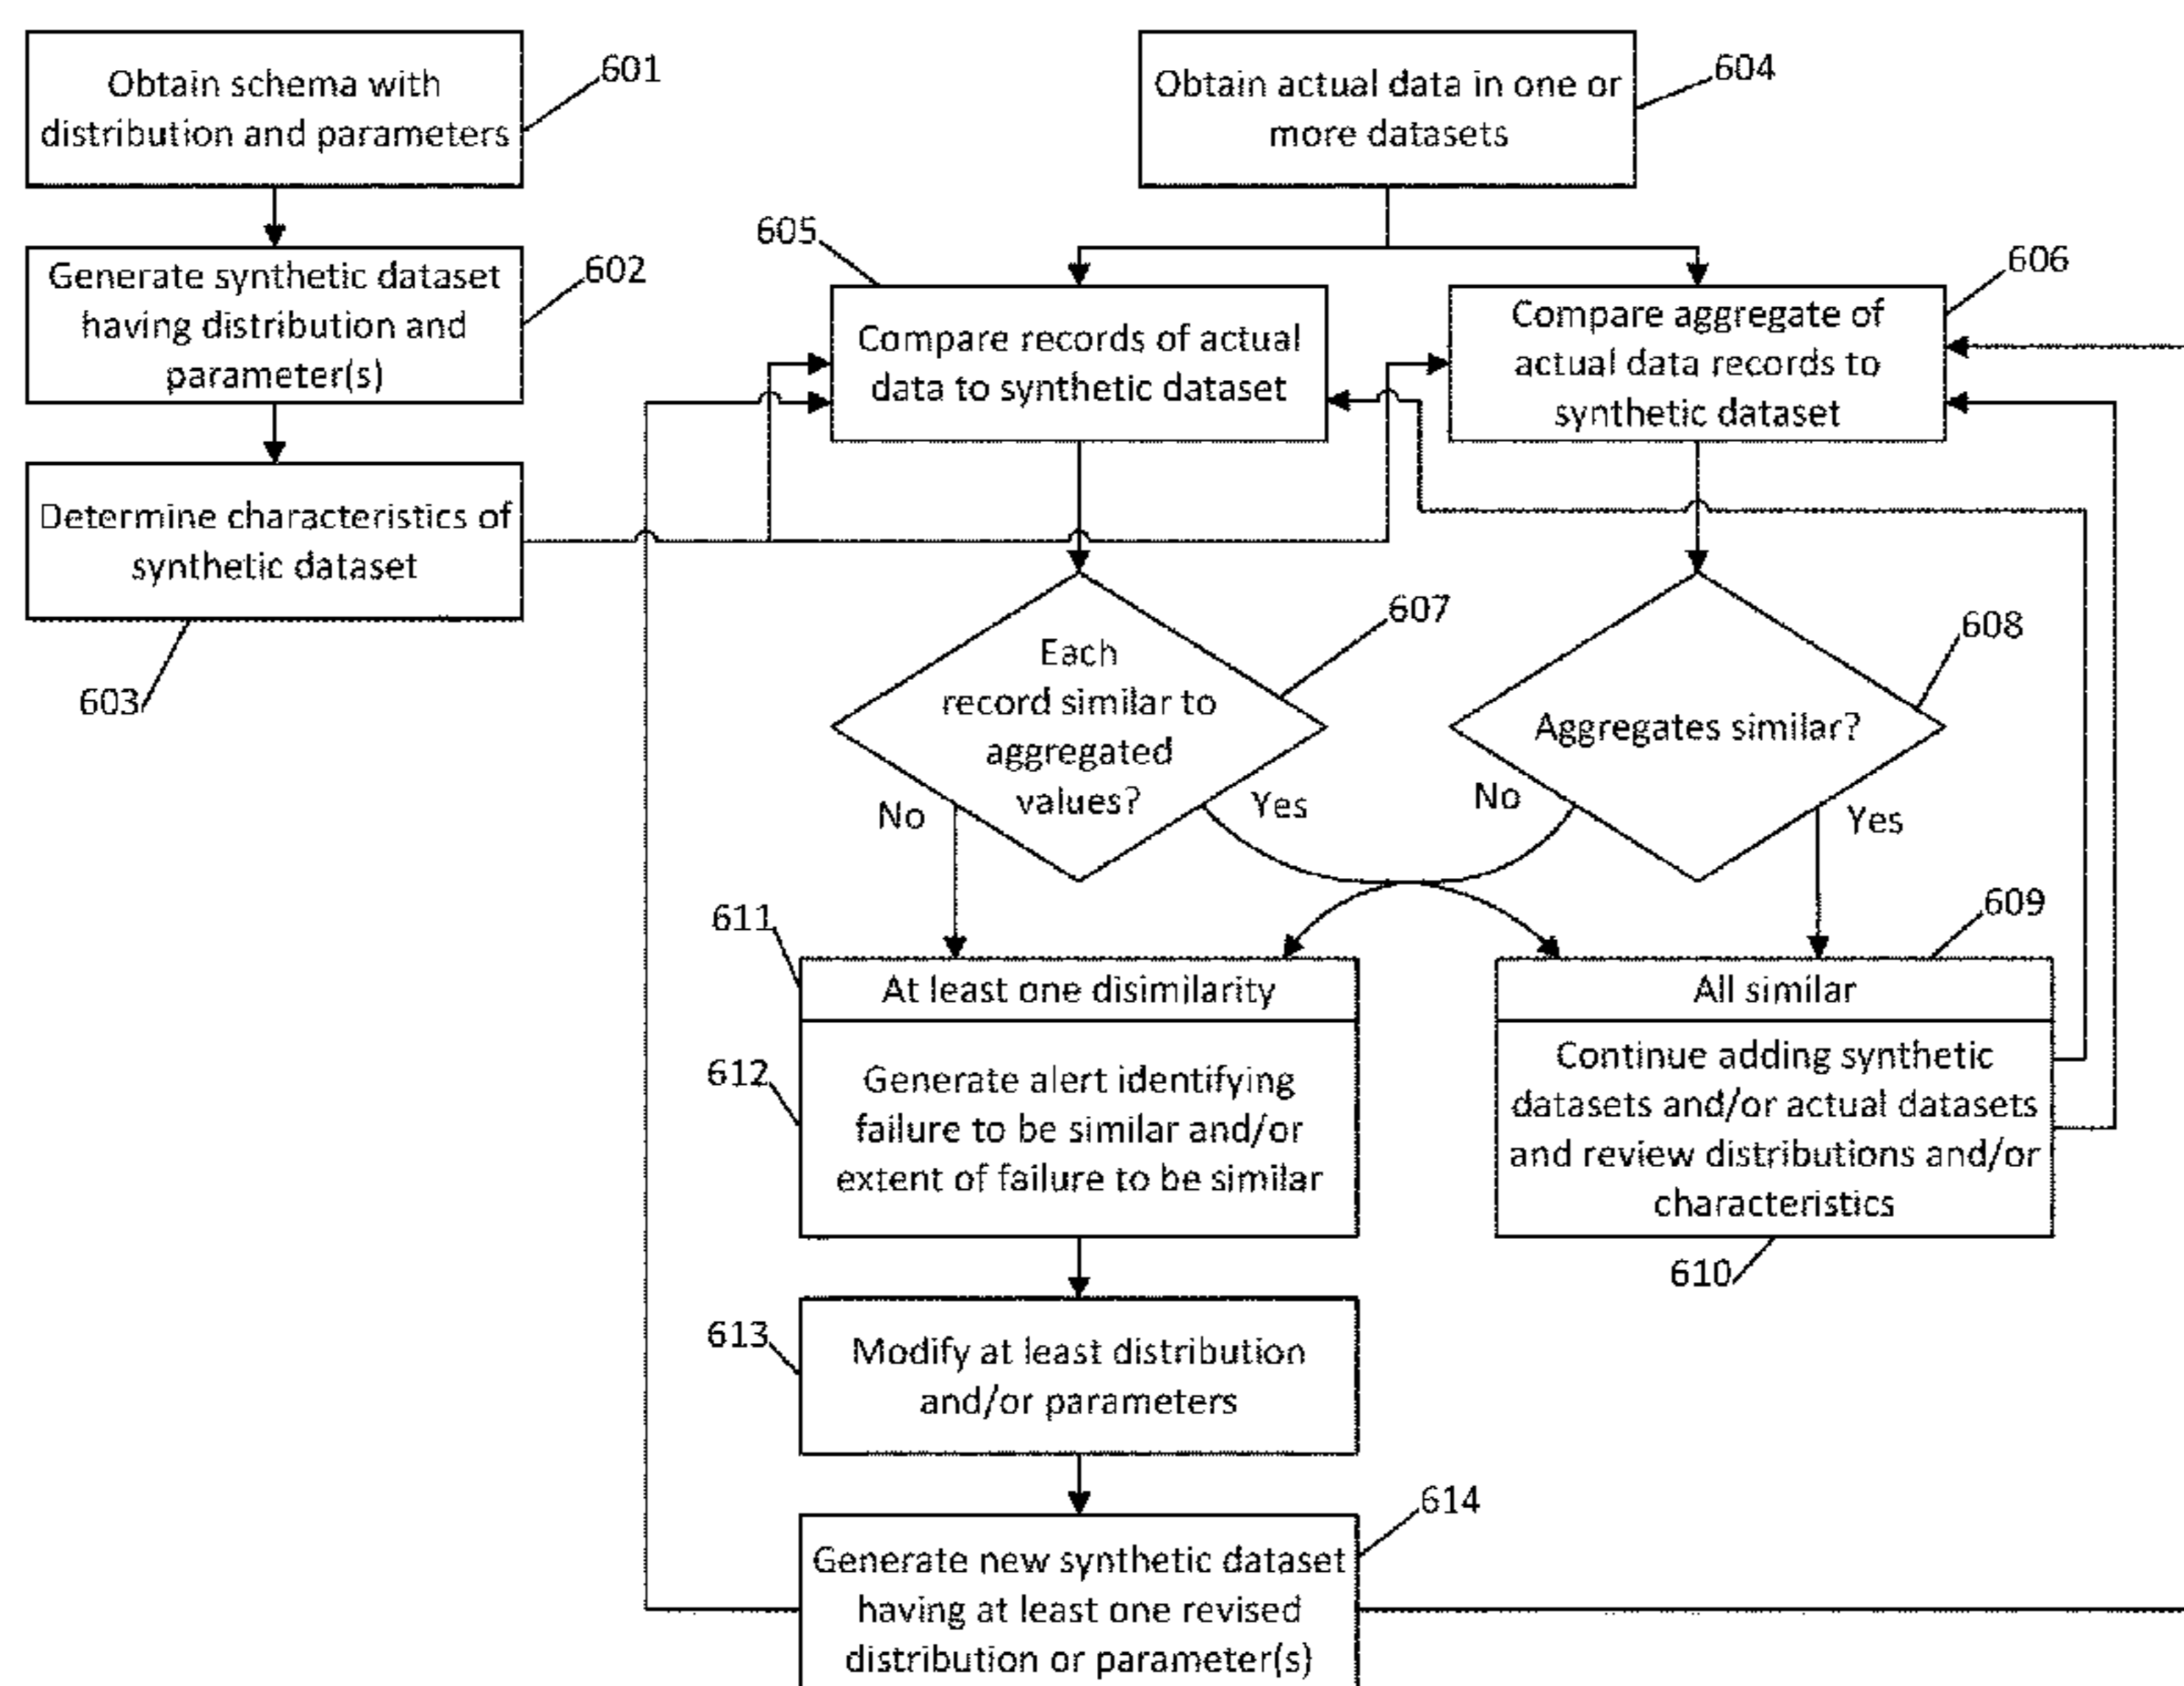 Obtain schema with
distribution and parameters
601
Generate synthetic dataset
having distribution and
parameter(s)
602
Determine characteristics of
synthetic dataset
603
Obtain actual data in one or
more datasets
604
605
Compare records of actual
data to synthetic dataset
606
Compare aggregate of
actual data records to
synthetic dataset
607
Each
record similar to
aggregated
values?
No
Yes
608
Aggregates similar?
No
Yes
611
At least one disimilarity
612
Generate alert identifying
failure to be similar and/or
extent of failure to be similar
609
All similar
Continue adding synthetic
datasets and/or actual datasets
and review distributions and/or
characteristics
610
613
Modify at least distribution
and/or parameters
614
Generate new synthetic dataset
having at least one revised
distribution or parameter(s)